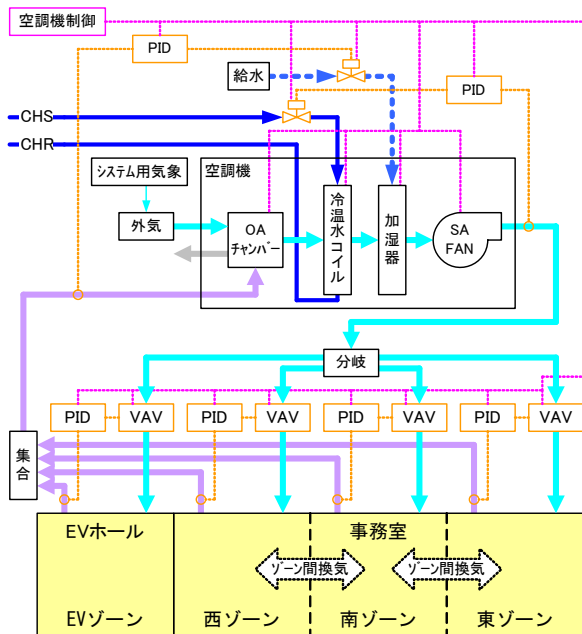 空調機制御
PID
給水
PID
CHS
CHR
システム用気象
空調機
外気
OA
チャンバー
冷温水コイル
加湿器
SA
FAN
分岐
PID
VAV
PID
VAV
PID
VAV
PID
VAV
集合
EVホール
事務室
ゾーン間換気
ゾーン間換気
EVゾーン
西ゾーン
南ゾーン
東ゾーン